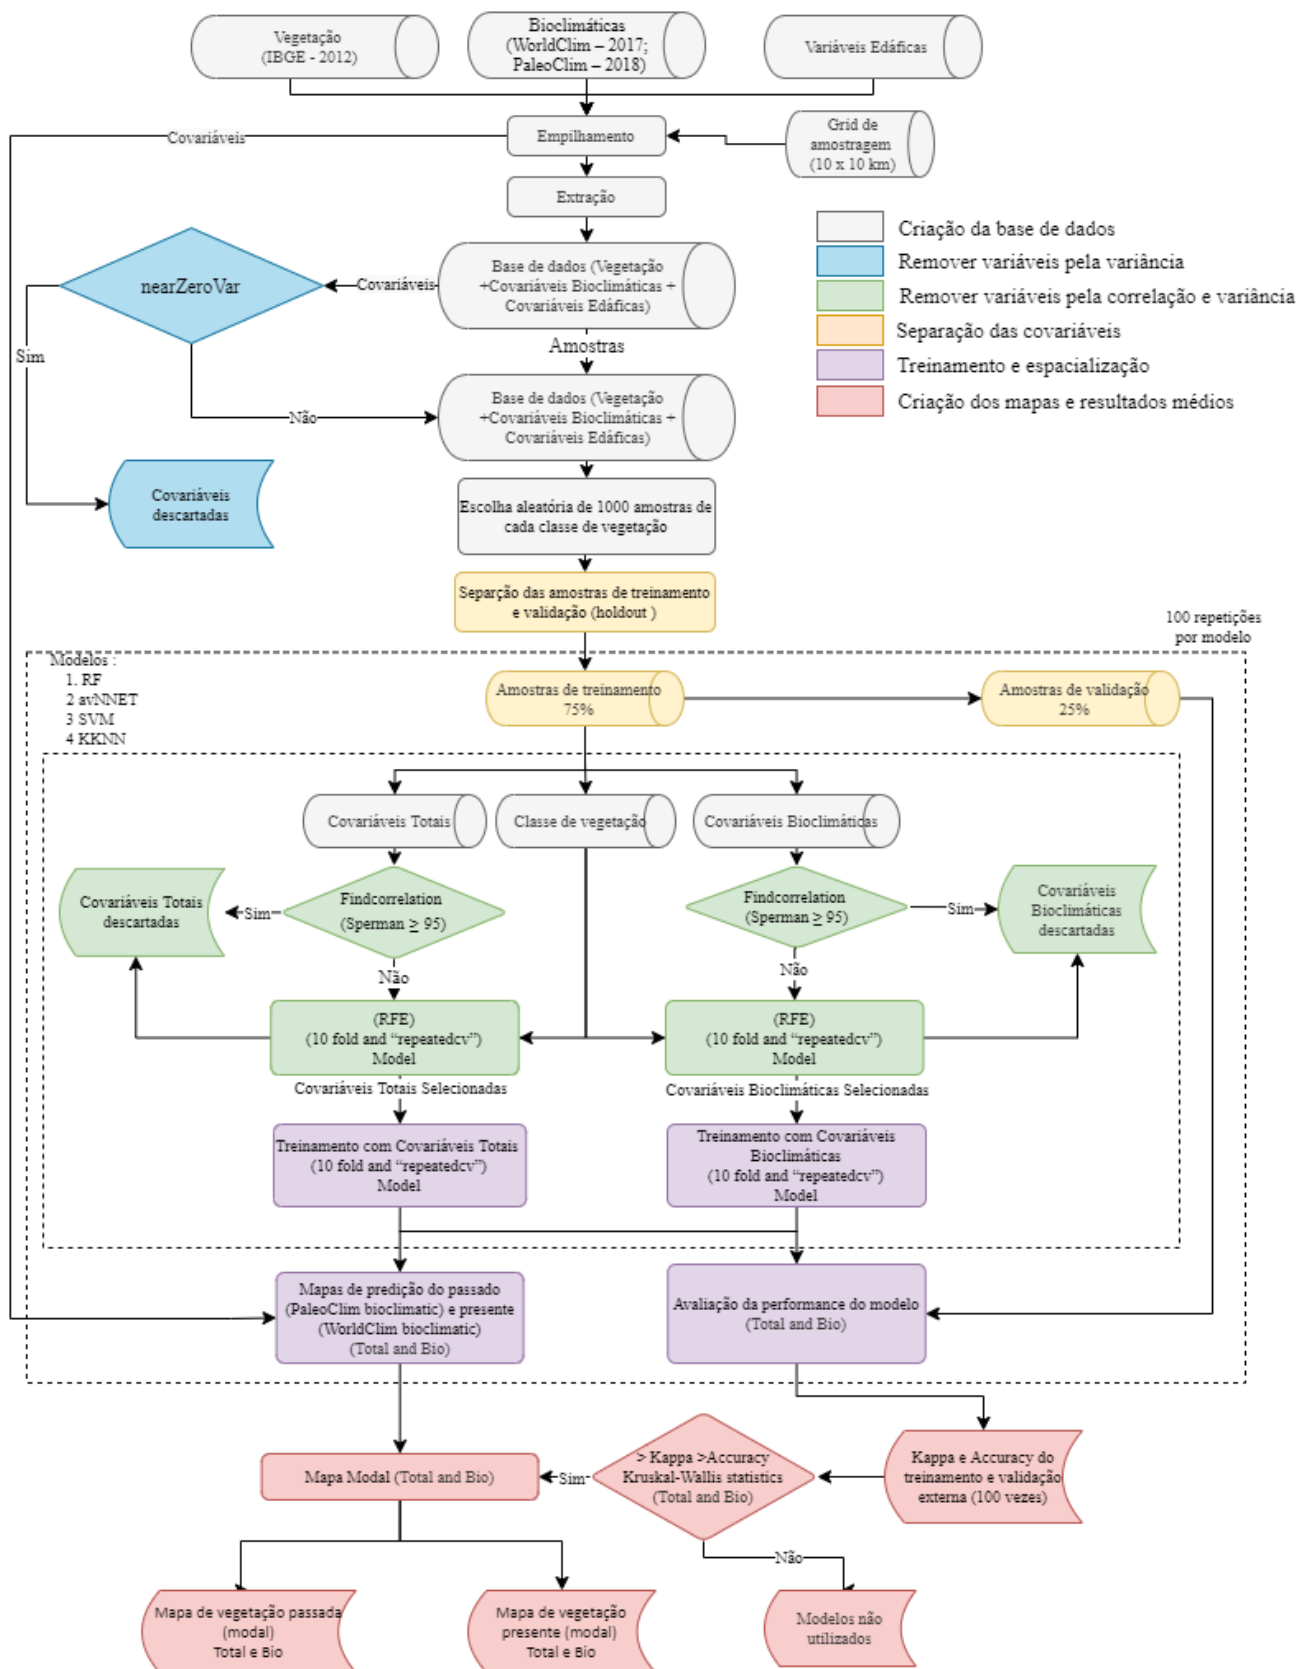 Vegetação
(IBGE - 2012)
Bioclimáticas
(WorldClim – 2017;
PaleoClim – 2018)
Variáveis Edáficas
Covariáveis
Empilhamento
Grid de
amostragem
(10 x 10 km)
Extração
Criação da base de dados
Remover variáveis pela variância
Remover variáveis pela correlação e variância
Separação das covariáveis
Treinamento e espacialização
Criação dos mapas e resultados médios
nearZeroVar
Covariáveis
Base de dados (Vegetação
+Covariáveis Bioclimáticas +
Covariáveis Edáficas)
Sim
Amostras
Não
Base de dados (Vegetação
+Covariáveis Bioclimáticas +
Covariáveis Edáficas)
Covariáveis
descartadas
Escolha aleatória de 1000 amostras de
cada classe de vegetação
Separção das amostras de treinamento
e validação (holdout )
100 repetições
por modelo
Modelos :
1. RF
2 avNNET
3 SVM
4 KKNN
Amostras de treinamento
75%
Amostras de validação
25%
Covariáveis Totais
Classe de vegetação
Covariáveis Bioclimáticas
Covariáveis Totais
descartadas
Sim
Findcorrelation
(Sperman ≥ 95)
Findcorrelation
(Sperman ≥ 95)
Sim
Covariáveis
Bioclimáticas
descartadas
Não
Não
(RFE)
(10 fold and “repeatedcv”)
Model
(RFE)
(10 fold and “repeatedcv”)
Model
Covariáveis Totais Selecionadas
Covariáveis Bioclimáticas Selecionadas
Treinamento com Covariáveis Totais
(10 fold and “repeatedcv”)
Model
Treinamento com Covariáveis
Bioclimáticas
(10 fold and “repeatedcv”)
Model
Mapas de predição do passado
(PaleoClim bioclimatic) e presente
(WorldClim bioclimatic)
(Total and Bio)
Avaliação da performance do modelo
(Total and Bio)
Mapa Modal (Total and Bio)
Sim
> Kappa >Accuracy
Kruskal-Wallis statistics
(Total and Bio)
Kappa e Accuracy do
treinamento e validação
externa (100 vezes)
Não
Mapa de vegetação passada
(modal)
Total e Bio
Mapa de vegetação
presente (modal)
Total e Bio
Modelos não
utilizados